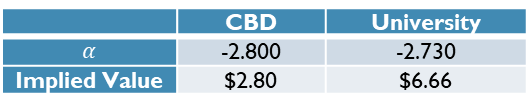 CBD University
α -2.800 -2.730
Implied Value $2.80 $6.66